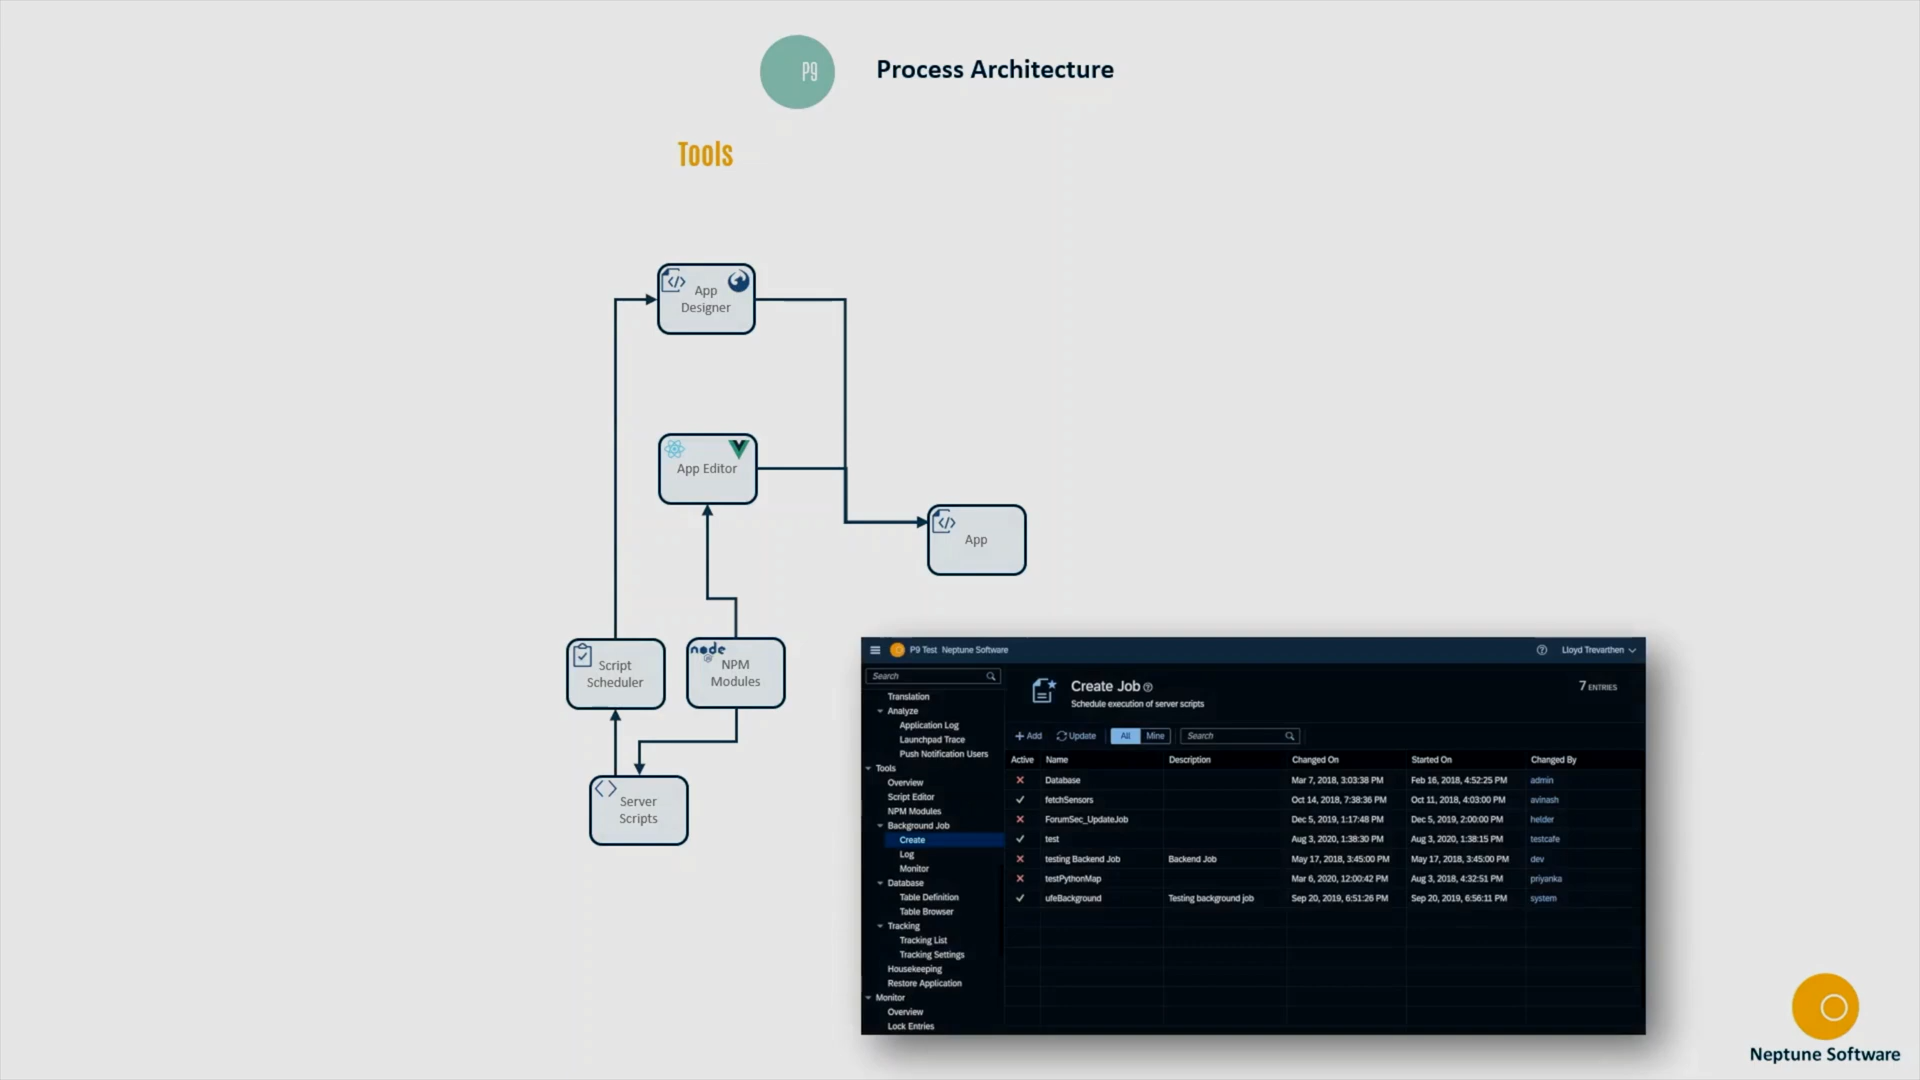 P9
Process Architecture
Tools
App
Designer
App Editor
App
Script
Scheduler
node
NPM
Modules
Server
Scripts
P9 Test Neptune Software
Lloyd Trevarthen
Search
Translation
Analyze
Application Log
Launchpad Trace
Push Notification Users
Tools
Overview
Script Editor
NPM Modules
Background Job
Create
Log
Monitor
Database
Table Definition
Table Browser
Tracking
Tracking List
Tracking Settings
Housekeeping
Restore Application
Monitor
Overview
Lock Entries
Create Job
7 ENTRIES
Schedule execution of server scripts
Add Update All Mine Search
Active Name Description Changed On Started On Changed By
Database Mar 7, 2018, 3:03:38 PM Feb 16, 2018, 4:52:25 PM admin
fetchSensors Oct 14, 2018, 7:38:36 PM Oct 11, 2018, 4:03:00 PM avinash
ForumSec_UpdateJob Dec 5, 2019, 1:17:48 PM Dec 5, 2019, 2:00:00 PM helder
test Aug 3, 2020, 1:38:30 PM Aug 3, 2020, 1:38:15 PM testcafe
testing Backend Job Backend Job May 17, 2018, 3:45:00 PM May 17, 2018, 3:45:00 PM dev
testPythonMap Mar 6, 2020, 12:00:42 PM Aug 3, 2018, 4:32:51 PM priyanka
ufeBackground Testing background job Sep 20, 2019, 6:51:26 PM Sep 20, 2019, 6:56:11 PM system
Neptune Software